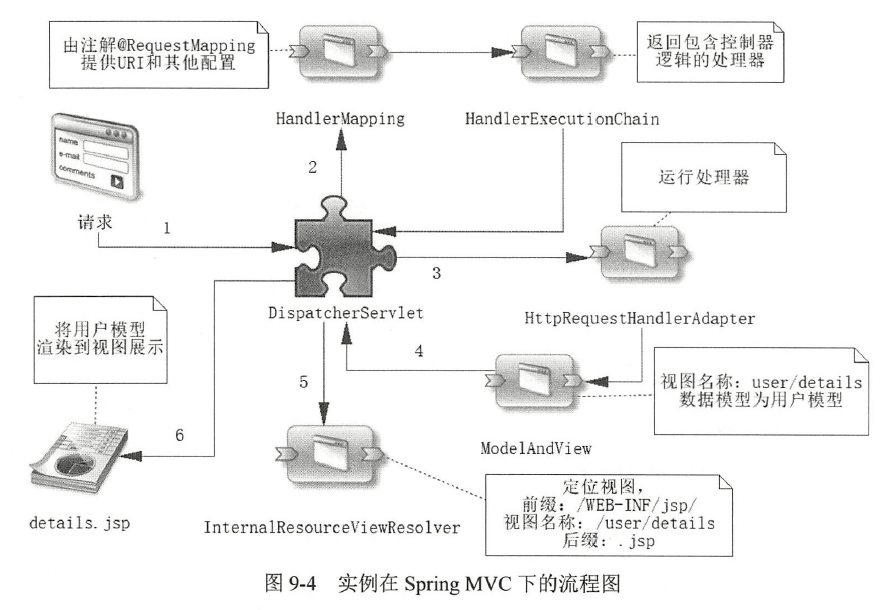 由注解@RequestMapping
提供URI和其他配置
返回包含控制器
逻辑的处理器
HandlerMapping
HandlerExecutionChain
name
e-mail
comments
请求
1
2
运行处理器
3
DispatcherServlet
HttpRequestHandlerAdapter
将用户模型
渲染到视图展示
4
5
视图名称：user/details
数据模型为用户模型
6
ModelAndView
details.jsp
InternalResourceViewResolver
定位视图，
前缀：/WEB-INF/jsp/
视图名称：/user/details
后缀：.jsp
图 9-4 实例在 Spring MVC 下的流程图